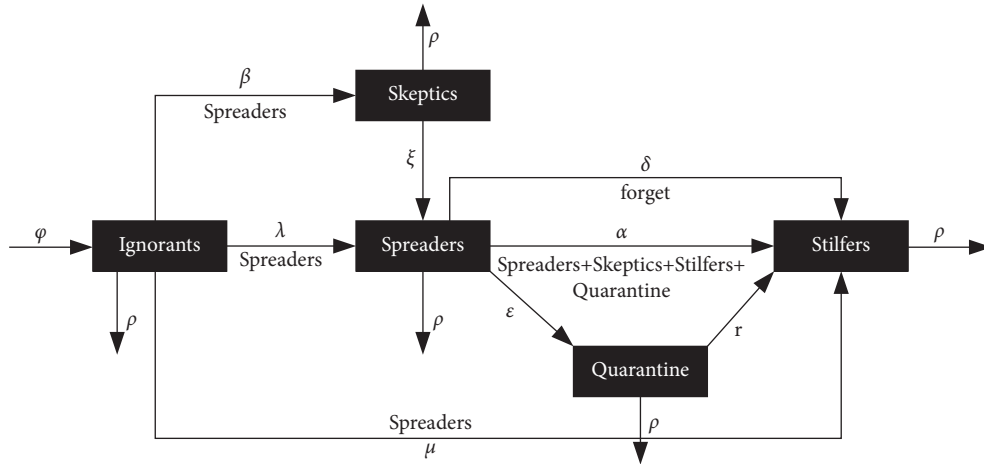 ρ
β
Skeptics
Spreaders
ξ
δ
forget
φ
Ignorants
λ
Spreaders
Spreaders
α
Spreaders+Skeptics+Stilfers+
Quarantine
Stilfers
ρ
ρ
ρ
ε
r
Quarantine
Spreaders
μ
ρ